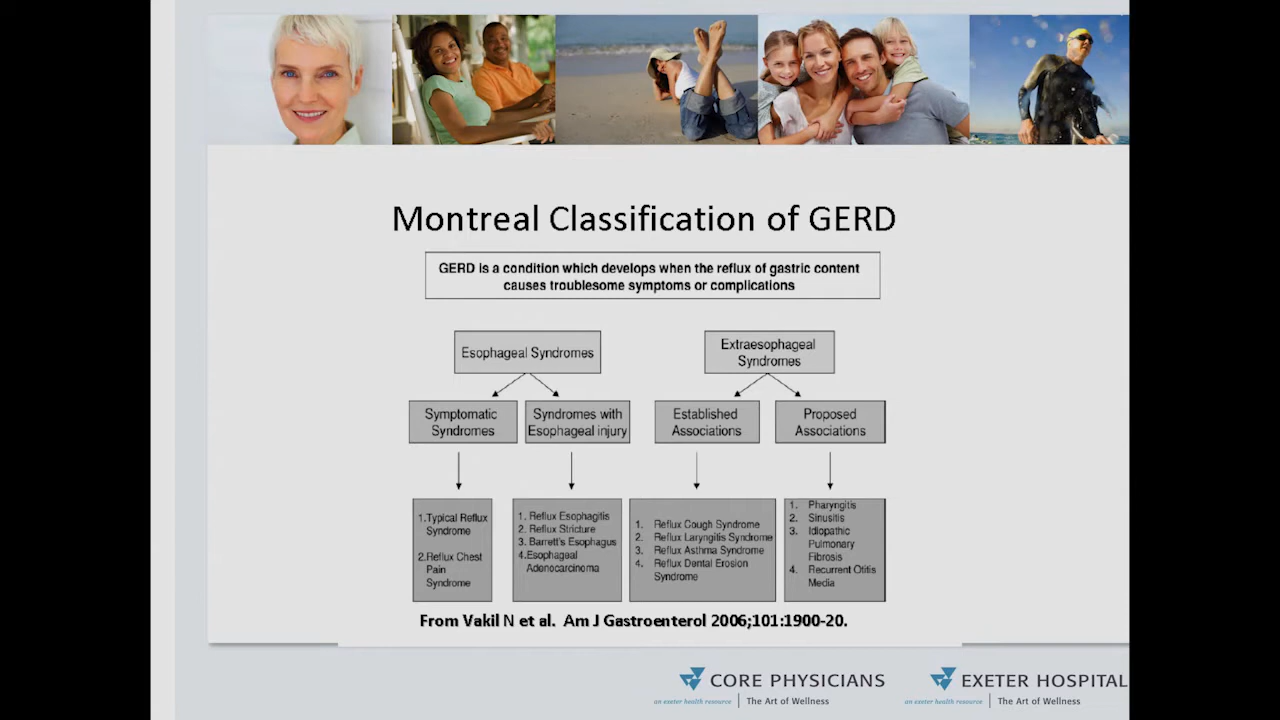 Montreal Classification of GERD
GERD is a condition which develops when the reflux of gastric content
causes troublesome symptoms or complications
Esophageal Syndromes
Extraesophageal
Syndromes
Symptomatic
Syndromes
Syndromes with
Esophageal injury
Established
Associations
Proposed
Associations
1.Typical Reflux
Syndrome
2.Reflux Chest
Pain
Syndrome
1. Reflux Esophagitis
2. Reflux Stricture
3. Barrett's Esophagus
4.Esophageal
Adenocarcinoma
1. Reflux Cough Syndrome
2. Reflux Laryngitis Syndrome
3. Reflux Asthma Syndrome
4. Reflux Dental Erosion
Syndrome
1. Pharyngitis
2. Sinusitis
3. Idiopathic
Pulmonary
Fibrosis
4. Recurrent Otitis
Media
From Vakil N et al. Am J Gastroenterol 2006;101:1900-20.
CORE PHYSICIANS
an exeter health resource | The Art of Wellness
EXETER HOSPITAL
an exeter health resource | The Art of Wellness